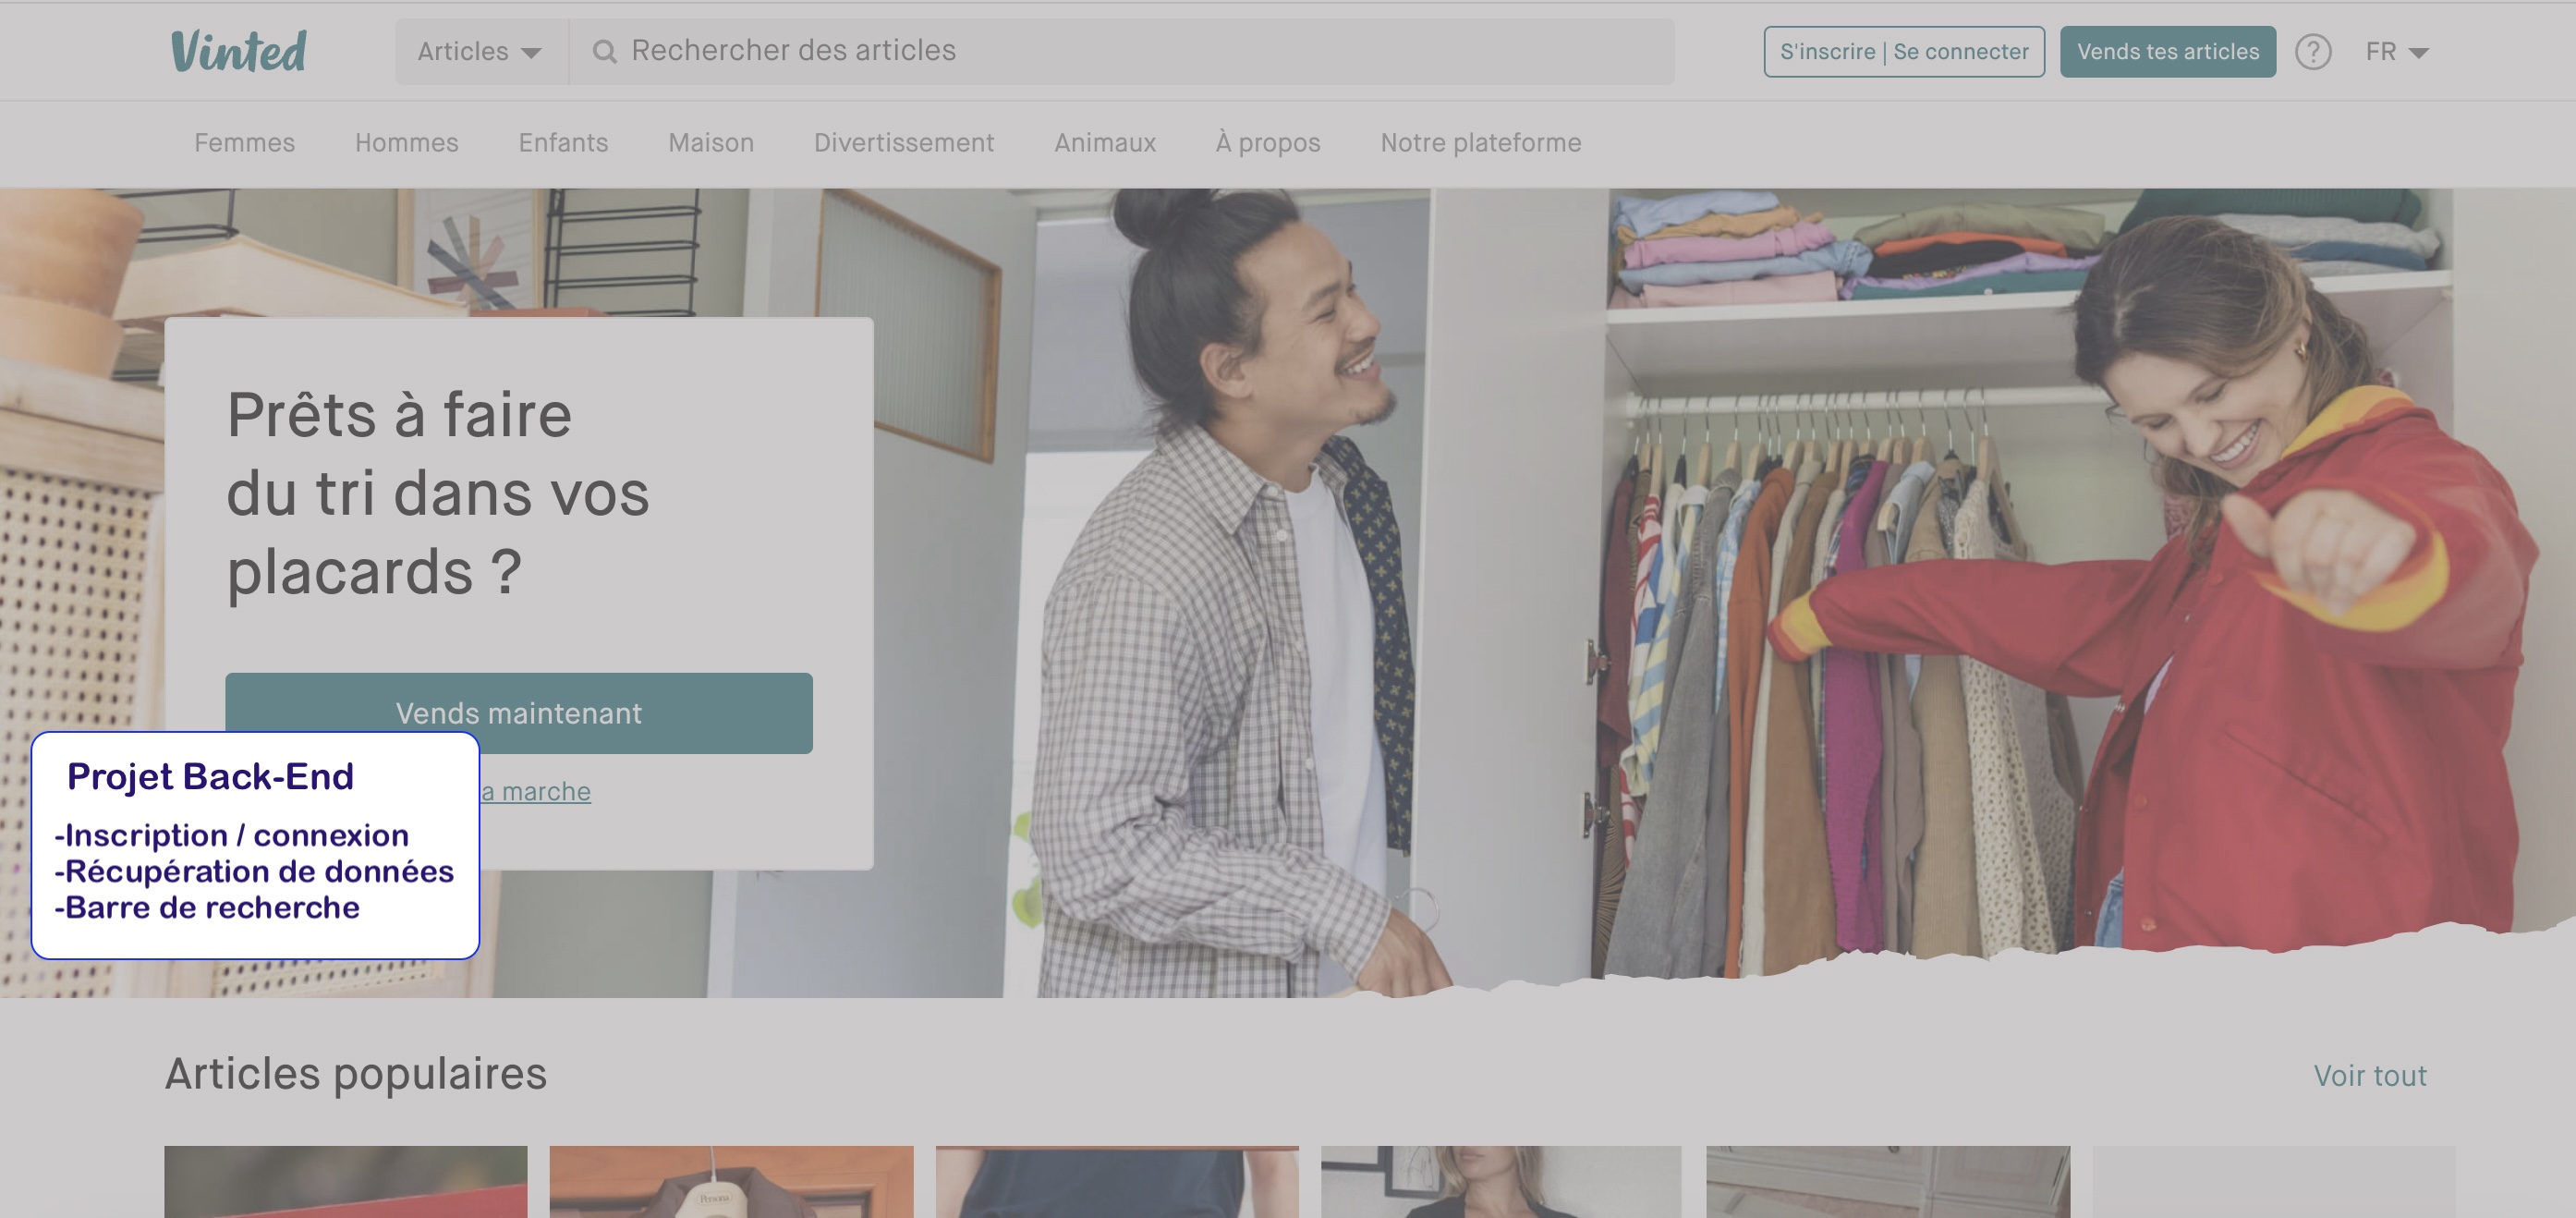 Vinted
Articles
Rechercher des articles
S'inscrire | Se connecter
Vends tes articles
?
FR
Femmes
Hommes
Enfants
Maison
Divertissement
Animaux
À propos
Notre plateforme
Prêts à faire
du tri dans vos
placards ?
Vends maintenant
a marche
Projet Back-End
-Inscription / connexion
-Récupération de données
-Barre de recherche
Articles populaires
Voir tout
Persona